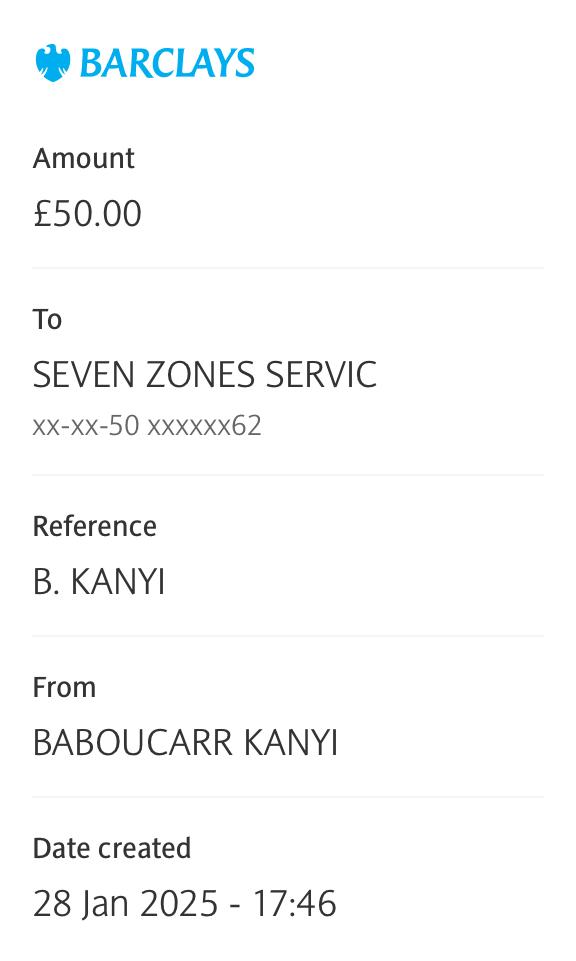 BARCLAYS
Amount
£50.00
To
SEVEN ZONES SERVIC
xx-xx-50 xxxxxx62
Reference
B. KANYI
From
BABOUCARR KANYI
Date created
28 Jan 2025 - 17:46